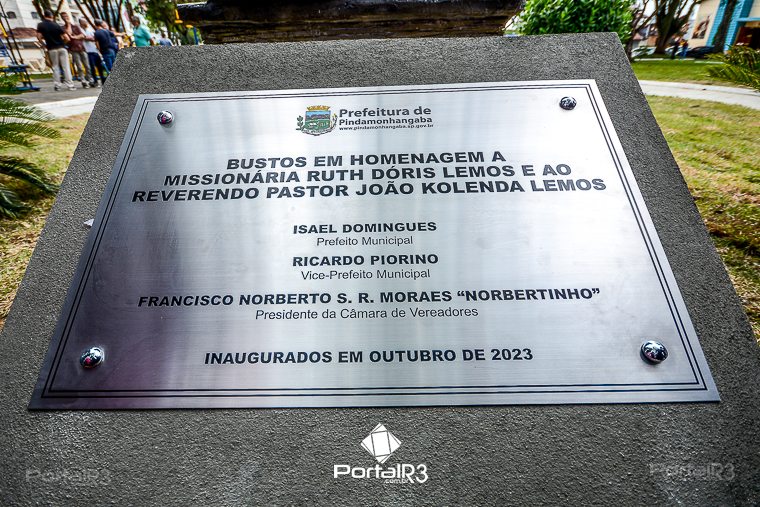 Prefeitura de
Pindamonhangaba
www.pindamonhangaba.sp.gov.br
BUSTOS EM HOMENAGEM A
MISSIONÁRIA RUTH DÓRIS LEMOS E AO
REVERENDO PASTOR JOÃO KOLENDA LEMOS
ISAEL DOMINGUES
Prefeito Municipal
RICARDO PIORINO
Vice-Prefeito Municipal
FRANCISCO NORBERTO S. R. MORAES “NORBERTINHO”
Presidente da Câmara de Vereadores
INAUGURADOS EM OUTUBRO DE 2023
PortalR3
.com.br
PortalR3
PortalR3